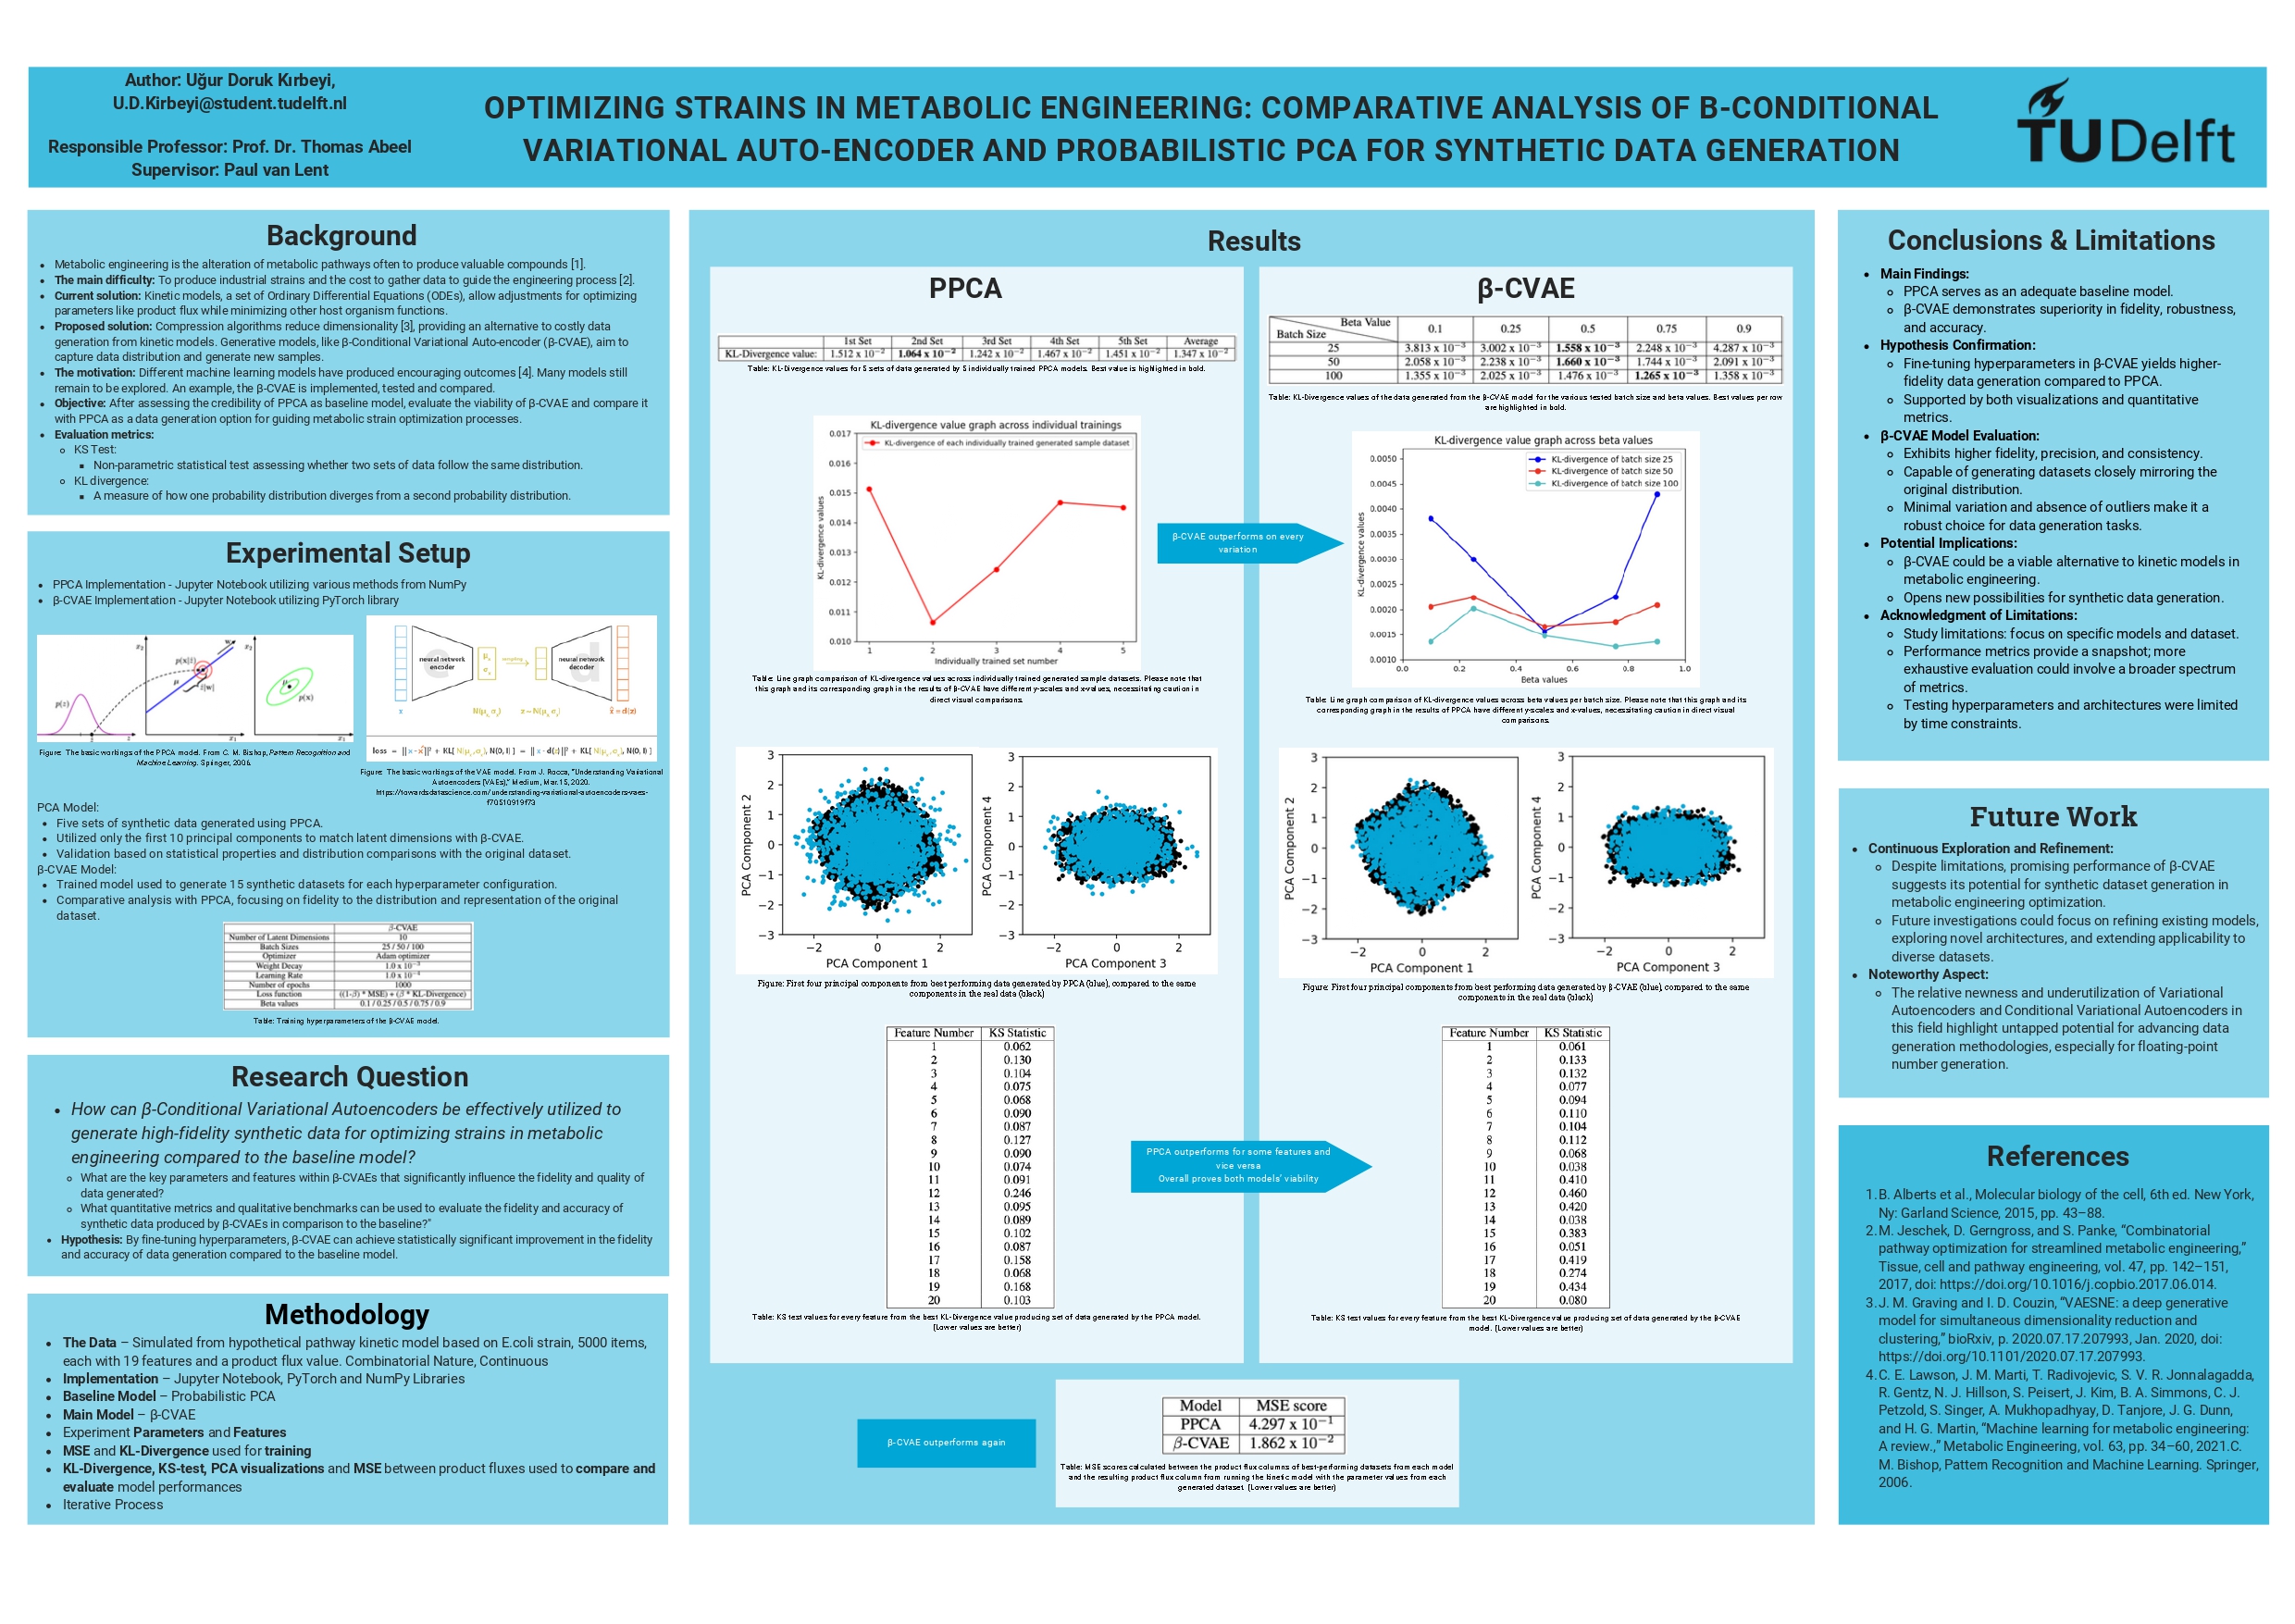 Author: Uğur Doruk Kırbeyi,
U.D.Kirbeyi@student.tudelft.nl
Responsible Professor: Prof. Dr. Thomas Abeel
Supervisor: Paul van Lent
OPTIMIZING STRAINS IN METABOLIC ENGINEERING: COMPARATIVE ANALYSIS OF B-CONDITIONAL
VARIATIONAL AUTO-ENCODER AND PROBABILISTIC PCA FOR SYNTHETIC DATA GENERATION
TUDelft
Background
• Metabolic engineering is the alteration of metabolic pathways often to produce valuable compounds [1].
• The main difficulty: To produce industrial strains and the cost to gather data to guide the engineering process [2].
• Current solution: Kinetic models, a set of Ordinary Differential Equations (ODEs), allow adjustments for optimizing
parameters like product flux while minimizing other host organism functions.
• Proposed solution: Compression algorithms reduce dimensionality [3], providing an alternative to costly data
generation from kinetic models. Generative models, like β-Conditional Variational Auto-encoder (β-CVAE), aim to
capture data distribution and generate new samples.
• The motivation: Different machine learning models have produced encouraging outcomes [4]. Many models still
remain to be explored. An example, the β-CVAE is implemented, tested and compared.
• Objective: After assessing the credibility of PPCA as baseline model, evaluate the viability of β-CVAE and compare it
with PPCA as a data generation option for guiding metabolic strain optimization processes.
• Evaluation metrics:
◦ KS Test:
▪ Non-parametric statistical test assessing whether two sets of data follow the same distribution.
◦ KL divergence:
▪ A measure of how one probability distribution diverges from a second probability distribution.
Experimental Setup
• PPCA Implementation - Jupyter Notebook utilizing various methods from NumPy
• β-CVAE Implementation - Jupyter Notebook utilizing PyTorch library
p(z)
z
x₂
p(x|ẑ)
w
μ
ẑ|w|
x₁
x₂
μ
p(x)
x₁
Figure: The basic workings of the PPCA model. From C. M. Bishop, Pattern Recognition and
Machine Learning. Springer, 2006.
neural network
encoder
neural network
decoder
μₓ
σₓ
sampling
x
N(μₓ, σₓ)
z ~ N(μₓ, σₓ)
x̂ = d(z)
loss = || x - x̂ ||² + KL[ N(μₓ, σₓ), N(0, I) ] = || x - d(z) ||² + KL[ N(μₓ, σₓ), N(0, I) ]
Figure: The basic workings of the VAE model. From J. Rocca, "Understanding Variational
Autoencoders (VAEs)," Medium, Mar. 15, 2020.
https://towardsdatascience.com/understanding-variational-autoencoders-vaes-
f70510919f73
PCA Model:
• Five sets of synthetic data generated using PPCA.
• Utilized only the first 10 principal components to match latent dimensions with β-CVAE.
• Validation based on statistical properties and distribution comparisons with the original dataset.
β-CVAE Model:
• Trained model used to generate 15 synthetic datasets for each hyperparameter configuration.
• Comparative analysis with PPCA, focusing on fidelity to the distribution and representation of the original
dataset.
β-CVAE
Number of Latent Dimensions 10
Batch Sizes 25 / 50 / 100
Optimizer Adam optimizer
Weight Decay 1.0 x 10⁻³
Learning Rate 1.0 x 10⁻⁴
Number of epochs 1000
Loss function ((1-β) * MSE) + (β * KL-Divergence)
Beta values 0.1 / 0.25 / 0.5 / 0.75 / 0.9
Table: Training hyperparameters of the β-CVAE model.
Research Question
• How can β-Conditional Variational Autoencoders be effectively utilized to
generate high-fidelity synthetic data for optimizing strains in metabolic
engineering compared to the baseline model?
◦ What are the key parameters and features within β-CVAEs that significantly influence the fidelity and quality of
data generated?
◦ What quantitative metrics and qualitative benchmarks can be used to evaluate the fidelity and accuracy of
synthetic data produced by β-CVAEs in comparison to the baseline?"
• Hypothesis: By fine-tuning hyperparameters, β-CVAE can achieve statistically significant improvement in the fidelity
and accuracy of data generation compared to the baseline model.
Methodology
• The Data – Simulated from hypothetical pathway kinetic model based on E.coli strain, 5000 items,
each with 19 features and a product flux value. Combinatorial Nature, Continuous
• Implementation – Jupyter Notebook, PyTorch and NumPy Libraries
• Baseline Model – Probabilistic PCA
• Main Model – β-CVAE
• Experiment Parameters and Features
• MSE and KL-Divergence used for training
• KL-Divergence, KS-test, PCA visualizations and MSE between product fluxes used to compare and
evaluate model performances
• Iterative Process
Results
PPCA
1st Set 2nd Set 3rd Set 4th Set 5th Set Average
KL-Divergence value: 1.512 x 10⁻² 1.064 x 10⁻² 1.242 x 10⁻² 1.467 x 10⁻² 1.451 x 10⁻² 1.347 x 10⁻²
Table: KL-Divergence values for 5 sets of data generated by 5 individually trained PPCA models. Best value is highlighted in bold.
KL-divergence value graph across individual trainings
KL-divergence of each individually trained generated sample dataset
KL-divergence values
0.017
0.016
0.015
0.014
0.013
0.012
0.011
0.010
1 2 3 4 5
Individually trained set number
Table: Line graph comparison of KL-divergence values across individually trained generated sample datasets. Please note that
this graph and its corresponding graph in the results of β-CVAE have different y-scales and x-values, necessitating caution in
direct visual comparisons.
PCA Component 2
3
2
1
0
−1
−2
−3
−2 0 2
PCA Component 1
PCA Component 4
3
2
1
0
−1
−2
−3
−2 0 2
PCA Component 3
Figure: First four principal components from best performing data generated by PPCA (blue), compared to the same
components in the real data (black)
Feature Number KS Statistic
1 0.062
2 0.130
3 0.104
4 0.075
5 0.068
6 0.090
7 0.087
8 0.127
9 0.090
10 0.074
11 0.091
12 0.246
13 0.095
14 0.089
15 0.102
16 0.087
17 0.158
18 0.068
19 0.168
20 0.103
Table: KS test values for every feature from the best KL-Divergence value producing set of data generated by the PPCA model.
(Lower values are better)
β-CVAE outperforms on every
variation
PPCA outperforms for some features and
vice versa
Overall proves both models' viability
β-CVAE
Beta Value
Batch Size
0.1 0.25 0.5 0.75 0.9
25 3.813 x 10⁻³ 3.002 x 10⁻³ 1.558 x 10⁻³ 2.248 x 10⁻³ 4.287 x 10⁻³
50 2.058 x 10⁻³ 2.238 x 10⁻³ 1.660 x 10⁻³ 1.744 x 10⁻³ 2.091 x 10⁻³
100 1.355 x 10⁻³ 2.025 x 10⁻³ 1.476 x 10⁻³ 1.265 x 10⁻³ 1.358 x 10⁻³
Table: KL-Divergence values of the data generated from the β-CVAE model for the various tested batch size and beta values. Best values per row
are highlighted in bold.
KL-divergence value graph across beta values
KL-divergence of batch size 25
KL-divergence of batch size 50
KL-divergence of batch size 100
KL-divergence values
0.0050
0.0045
0.0040
0.0035
0.0030
0.0025
0.0020
0.0015
0.0010
0.0 0.2 0.4 0.6 0.8 1.0
Beta values
Table: Line graph comparison of KL-divergence values across beta values per batch size. Please note that this graph and its
corresponding graph in the results of PPCA have different y-scales and x-values, necessitating caution in direct visual
comparisons.
PCA Component 2
3
2
1
0
−1
−2
−3
−2 0 2
PCA Component 1
PCA Component 4
3
2
1
0
−1
−2
−3
−2 0 2
PCA Component 3
Figure: First four principal components from best performing data generated by β-CVAE (blue), compared to the same
components in the real data (black)
Feature Number KS Statistic
1 0.061
2 0.133
3 0.132
4 0.077
5 0.094
6 0.110
7 0.104
8 0.112
9 0.068
10 0.038
11 0.410
12 0.460
13 0.420
14 0.038
15 0.383
16 0.051
17 0.419
18 0.274
19 0.434
20 0.080
Table: KS test values for every feature from the best KL-Divergence value producing set of data generated by the β-CVAE
model. (Lower values are better)
β-CVAE outperforms again
Model MSE score
PPCA 4.297 x 10⁻¹
β-CVAE 1.862 x 10⁻²
Table: MSE scores calculated between the product flux columns of best-performing datasets from each model
and the resulting product flux column from running the kinetic model with the parameter values from each
generated dataset. (Lower values are better)
Conclusions & Limitations
• Main Findings:
◦ PPCA serves as an adequate baseline model.
◦ β-CVAE demonstrates superiority in fidelity, robustness,
and accuracy.
• Hypothesis Confirmation:
◦ Fine-tuning hyperparameters in β-CVAE yields higher-
fidelity data generation compared to PPCA.
◦ Supported by both visualizations and quantitative
metrics.
• β-CVAE Model Evaluation:
◦ Exhibits higher fidelity, precision, and consistency.
◦ Capable of generating datasets closely mirroring the
original distribution.
◦ Minimal variation and absence of outliers make it a
robust choice for data generation tasks.
• Potential Implications:
◦ β-CVAE could be a viable alternative to kinetic models in
metabolic engineering.
◦ Opens new possibilities for synthetic data generation.
• Acknowledgment of Limitations:
◦ Study limitations: focus on specific models and dataset.
◦ Performance metrics provide a snapshot; more
exhaustive evaluation could involve a broader spectrum
of metrics.
◦ Testing hyperparameters and architectures were limited
by time constraints.
Future Work
• Continuous Exploration and Refinement:
◦ Despite limitations, promising performance of β-CVAE
suggests its potential for synthetic dataset generation in
metabolic engineering optimization.
◦ Future investigations could focus on refining existing models,
exploring novel architectures, and extending applicability to
diverse datasets.
• Noteworthy Aspect:
◦ The relative newness and underutilization of Variational
Autoencoders and Conditional Variational Autoencoders in
this field highlight untapped potential for advancing data
generation methodologies, especially for floating-point
number generation.
References
1. B. Alberts et al., Molecular biology of the cell, 6th ed. New York,
Ny: Garland Science, 2015, pp. 43–88.
2. M. Jeschek, D. Gerngross, and S. Panke, “Combinatorial
pathway optimization for streamlined metabolic engineering,”
Tissue, cell and pathway engineering, vol. 47, pp. 142–151,
2017, doi: https://doi.org/10.1016/j.copbio.2017.06.014.
3. J. M. Graving and I. D. Couzin, “VAESNE: a deep generative
model for simultaneous dimensionality reduction and
clustering,” bioRxiv, p. 2020.07.17.207993, Jan. 2020, doi:
https://doi.org/10.1101/2020.07.17.207993.
4. C. E. Lawson, J. M. Marti, T. Radivojevic, S. V. R. Jonnalagadda,
R. Gentz, N. J. Hillson, S. Peisert, J. Kim, B. A. Simmons, C. J.
Petzold, S. Singer, A. Mukhopadhyay, D. Tanjore, J. G. Dunn,
and H. G. Martin, “Machine learning for metabolic engineering:
A review.,” Metabolic Engineering, vol. 63, pp. 34–60, 2021.C.
M. Bishop, Pattern Recognition and Machine Learning. Springer,
2006.